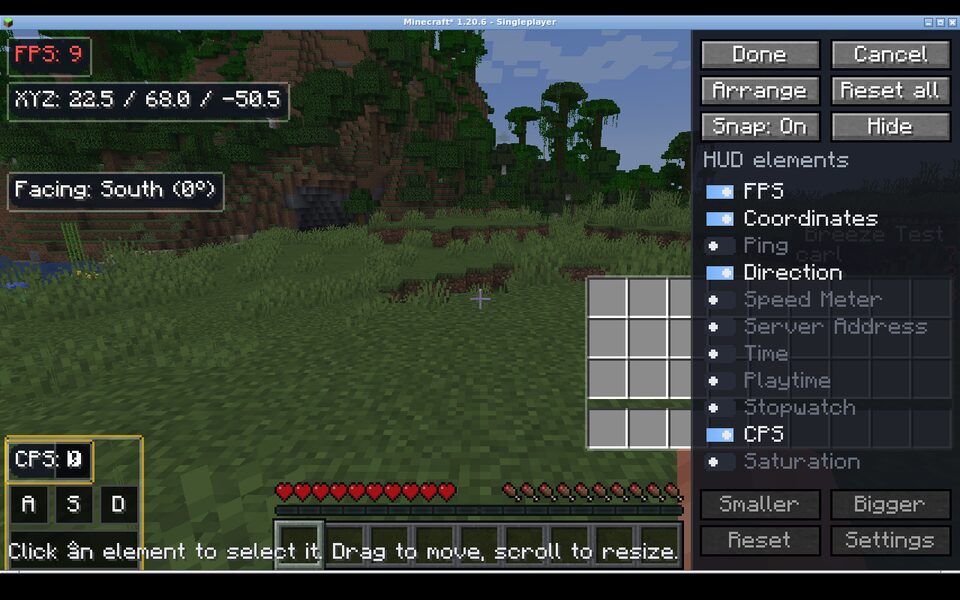 Minecraft* 1.20.6 - Singleplayer
FPS: 9
XYZ: 22.5 / 68.0 / -50.5
Facing: South (0°)
Done
Cancel
Arrange
Reset all
Snap: On
Hide
HUD elements
FPS
Coordinates
Ping
Breeze Test
carl
Direction
Speed Meter
Server Address
Time
Playtime
Stopwatch
CPS
Saturation
Smaller
Bigger
Reset
Settings
CPS: 0
A
S
D
Click an element to select it. Drag to move, scroll to resize.